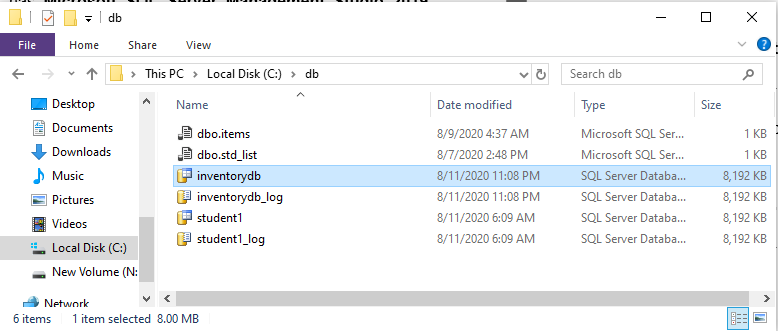 db
File Home Share View
This PC Local Disk (C:) db
Search db
Desktop
Documents
Downloads
Music
Pictures
Videos
Local Disk (C:)
New Volume (N:
Network
Name Date modified Type Size
dbo.items 8/9/2020 4:37 AM Microsoft SQL Ser... 1 KB
dbo.std_list 8/7/2020 2:48 PM Microsoft SQL Ser... 1 KB
inventorydb 8/11/2020 11:08 PM SQL Server Databa... 8,192 KB
inventorydb_log 8/11/2020 11:08 PM SQL Server Databa... 8,192 KB
student1 8/11/2020 6:09 AM SQL Server Databa... 8,192 KB
student1_log 8/11/2020 6:09 AM SQL Server Databa... 8,192 KB
6 items 1 item selected 8.00 MB